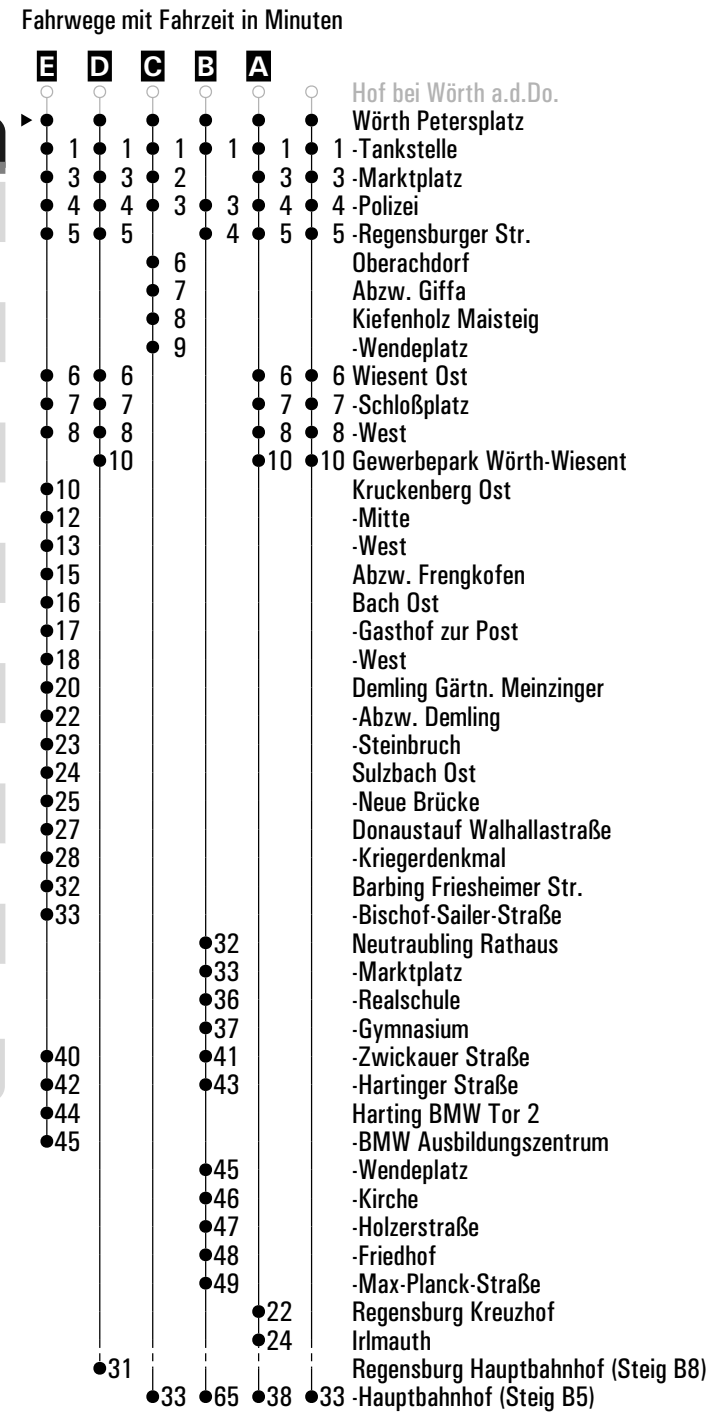 Fahrwege mit Fahrzeit in Minuten
E D C B A
Hof bei Wörth a.d.Do.
Wörth Petersplatz
1 1 1 1 1 1 -Tankstelle
3 3 2 3 3 -Marktplatz
4 4 3 3 4 4 -Polizei
5 5 4 5 5 -Regensburger Str.
6 Oberachdorf
7 Abzw. Giffa
8 Kiefenholz Maisteig
9 -Wendeplatz
6 6 6 6 Wiesent Ost
7 7 7 7 -Schloßplatz
8 8 8 8 -West
10 10 10 Gewerbepark Wörth-Wiesent
10 Kruckenberg Ost
12 -Mitte
13 -West
15 Abzw. Frengkofen
16 Bach Ost
17 -Gasthof zur Post
18 -West
20 Demling Gärtn. Meinzinger
22 -Abzw. Demling
23 -Steinbruch
24 Sulzbach Ost
25 -Neue Brücke
27 Donaustauf Walhallastraße
28 -Kriegerdenkmal
32 Barbing Friesheimer Str.
33 -Bischof-Sailer-Straße
32 Neutraubling Rathaus
33 -Marktplatz
36 -Realschule
37 -Gymnasium
40 41 -Zwickauer Straße
42 43 -Hartinger Straße
44 Harting BMW Tor 2
45 -BMW Ausbildungszentrum
45 -Wendeplatz
46 -Kirche
47 -Holzerstraße
48 -Friedhof
49 -Max-Planck-Straße
22 Regensburg Kreuzhof
24 Irlmauth
31 Regensburg Hauptbahnhof (Steig B8)
33 65 38 33 -Hauptbahnhof (Steig B5)